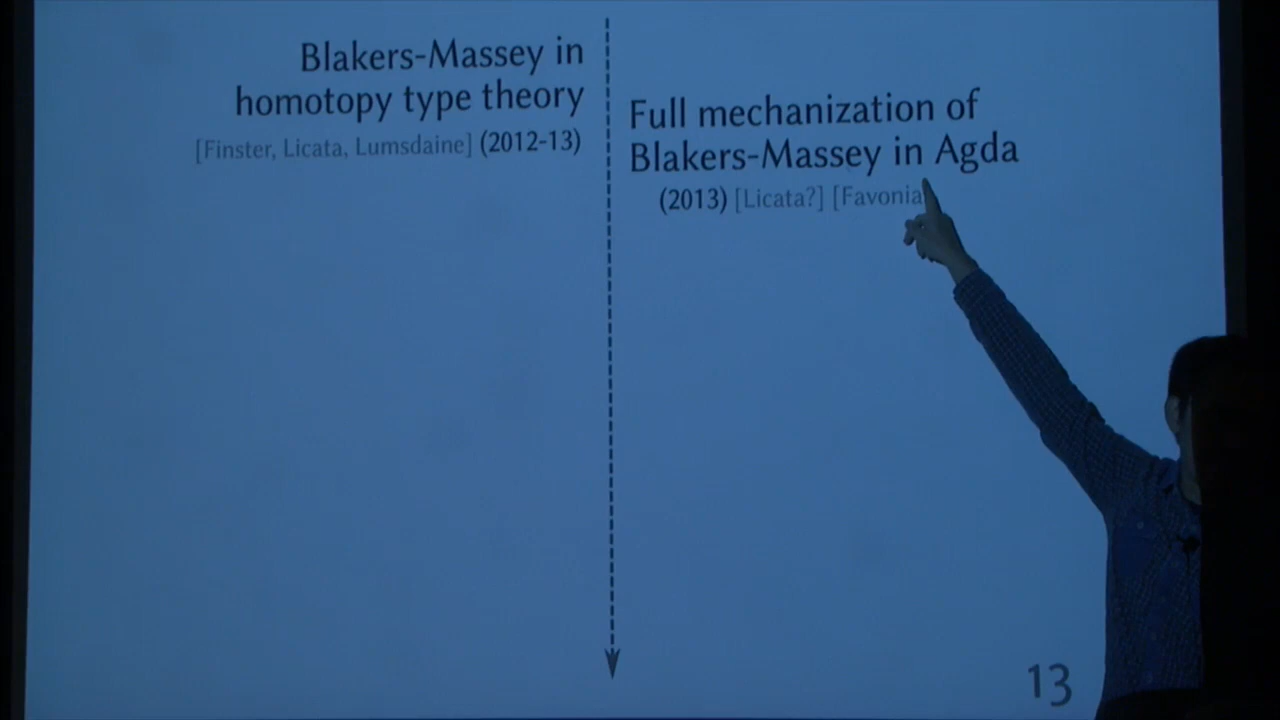 Blakers-Massey in
homotopy type theory
[Finster, Licata, Lumsdaine] (2012-13)
Full mechanization of
Blakers-Massey in Agda
(2013) [Licata?] [Favonia
13